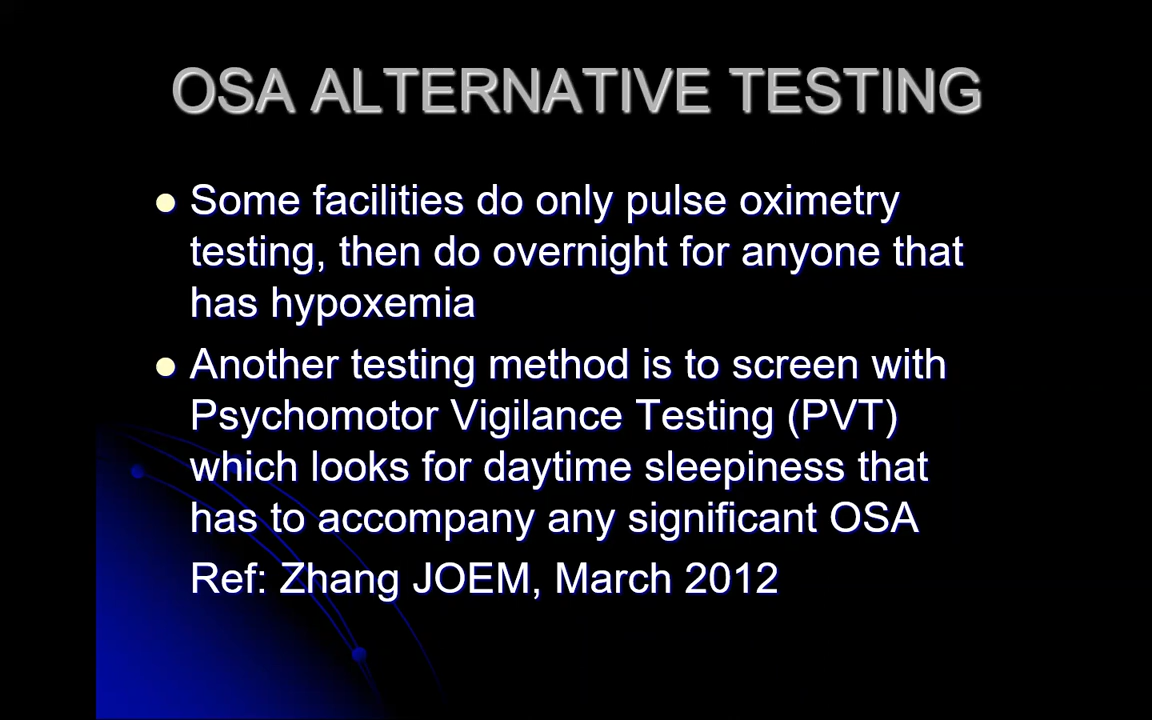 OSA ALTERNATIVE TESTING
Some facilities do only pulse oximetry
testing, then do overnight for anyone that
has hypoxemia
Another testing method is to screen with
Psychomotor Vigilance Testing (PVT)
which looks for daytime sleepiness that
has to accompany any significant OSA
Ref: Zhang JOEM, March 2012